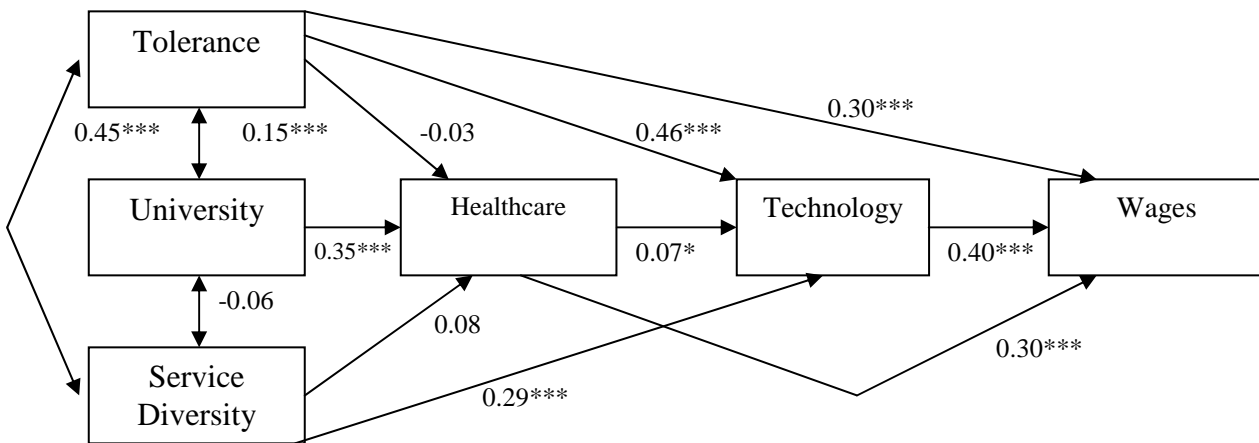 Tolerance
0.30***
0.45***
0.15***
-0.03
0.46***
University
Healthcare
Technology
Wages
0.35***
0.07*
0.40***
-0.06
0.08
Service
Diversity
0.29***
0.30***